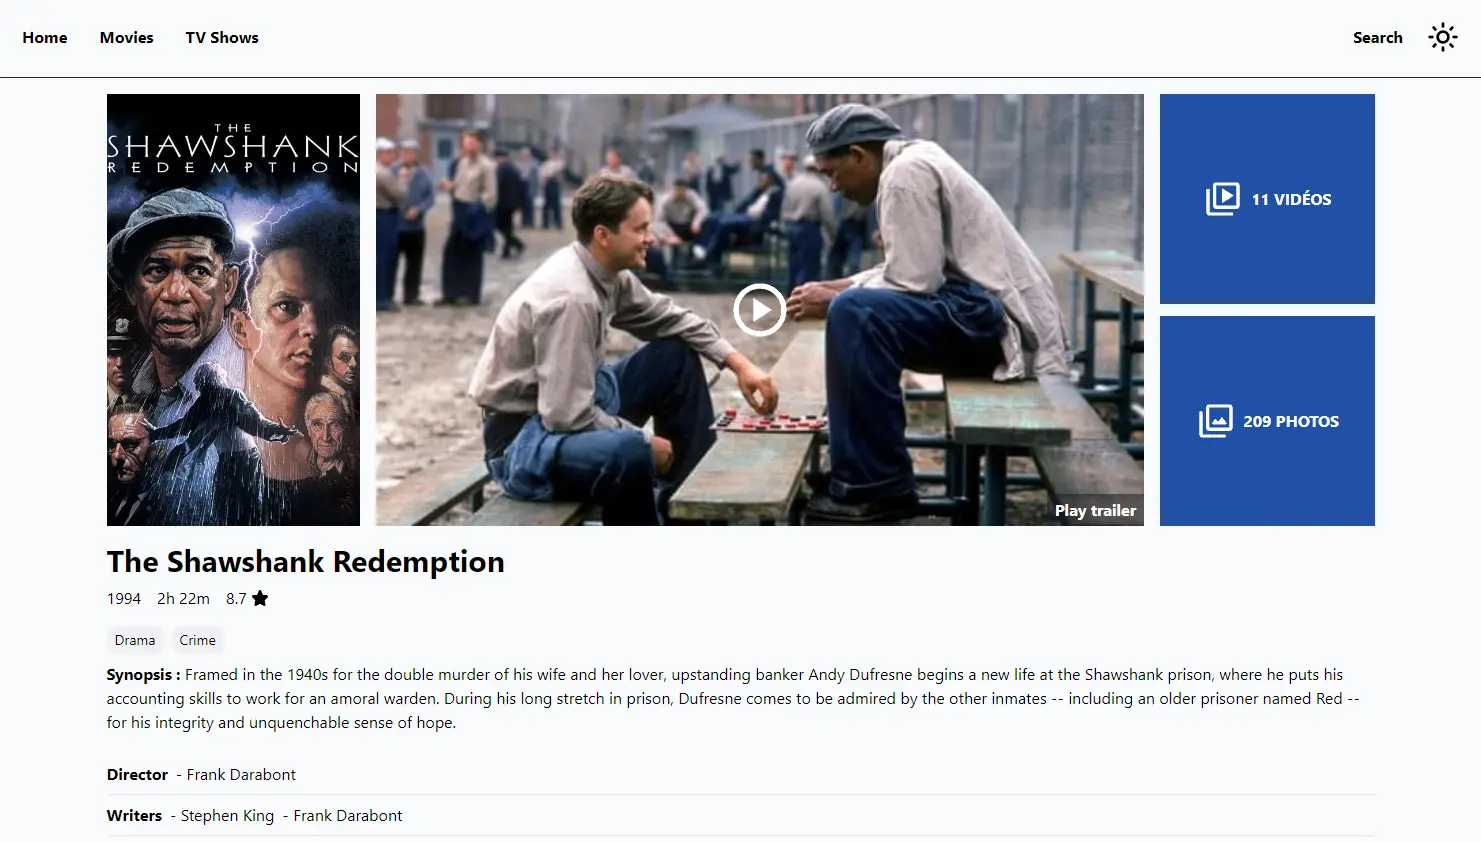 Home Movies TV Shows Search
THE
SHAWSHANK
REDEMPTION
Play trailer
11 VIDÉOS
209 PHOTOS
The Shawshank Redemption
1994 2h 22m 8.7
Drama Crime
Synopsis : Framed in the 1940s for the double murder of his wife and her lover, upstanding banker Andy Dufresne begins a new life at the Shawshank prison, where he puts his
accounting skills to work for an amoral warden. During his long stretch in prison, Dufresne comes to be admired by the other inmates -- including an older prisoner named Red --
for his integrity and unquenchable sense of hope.
Director - Frank Darabont
Writers - Stephen King - Frank Darabont